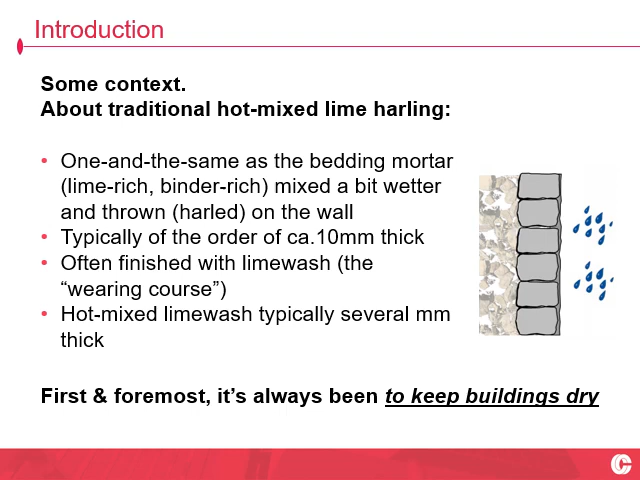 Introduction
Some context.
About traditional hot-mixed lime harling:
• One-and-the-same as the bedding mortar
(lime-rich, binder-rich) mixed a bit wetter
and thrown (harled) on the wall
• Typically of the order of ca.10mm thick
• Often finished with limewash (the
“wearing course”)
• Hot-mixed limewash typically several mm
thick
First & foremost, it’s always been to keep buildings dry